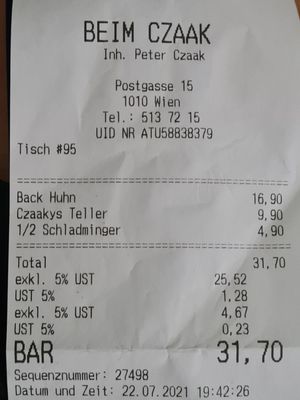 BEIM CZAAK
Inh. Peter Czaak
Postgasse 15
1010 Wien
Tel.: 513 72 15
UID NR ATU58838379
Tisch #95
Back Huhn 16,90
Czaakys Teller 9,90
1/2 Schladminger 4,90
Total 31,70
exkl. 5% UST 25,52
UST 5% 1,28
exkl. 5% UST 4,67
UST 5% 0,23
BAR 31,70
Sequenznummer: 27498
Datum und Zeit: 22.07.2021 19:42:26